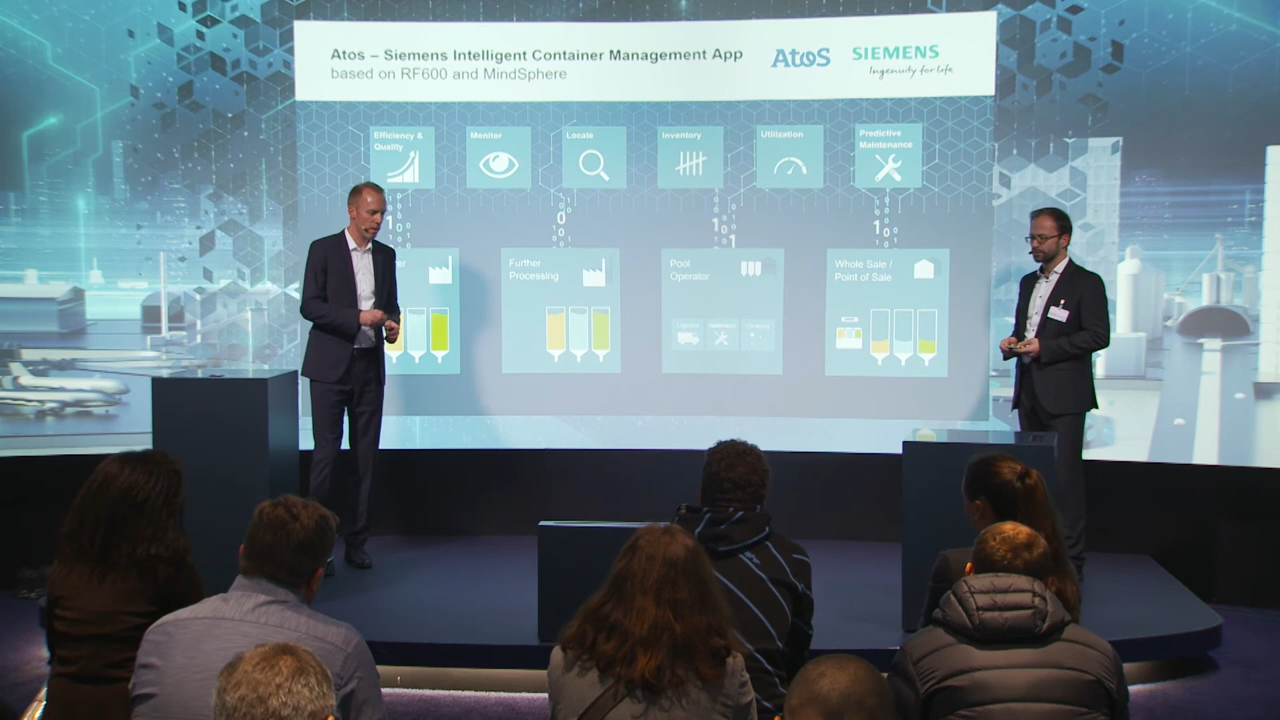 Atos – Siemens Intelligent Container Management App
based on RF600 and MindSphere
Atos
SIEMENS
Ingenuity for life
Efficiency &
Quality
Monitor
Locate
Inventory
Utilization
Predictive
Maintenance
Further
Processing
Pool
Operator
Whole Sale /
Point of Sale